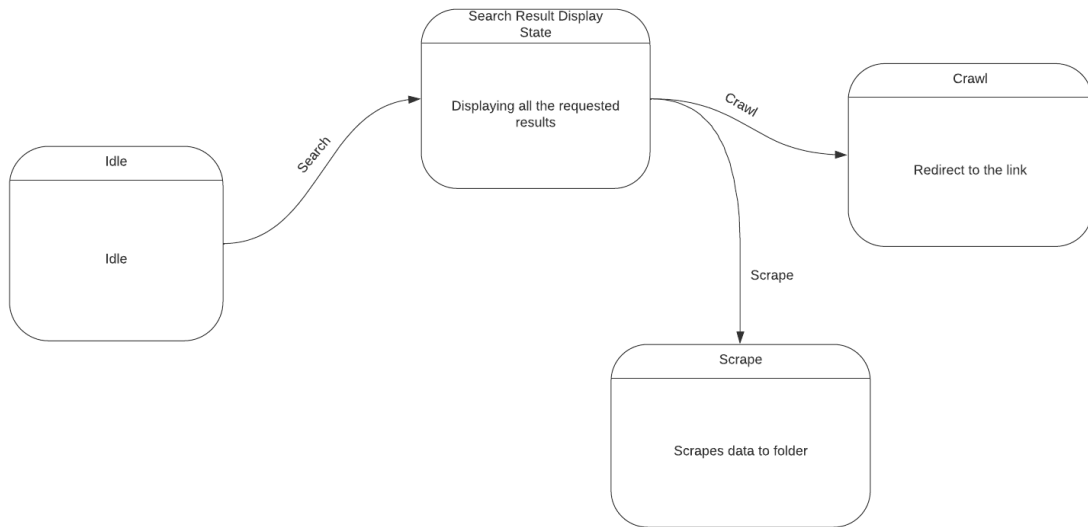 Search Result Display
State
Displaying all the requested
results
Crawl
Crawl
Redirect to the link
Search
Idle
Idle
Scrape
Scrape
Scrapes data to folder